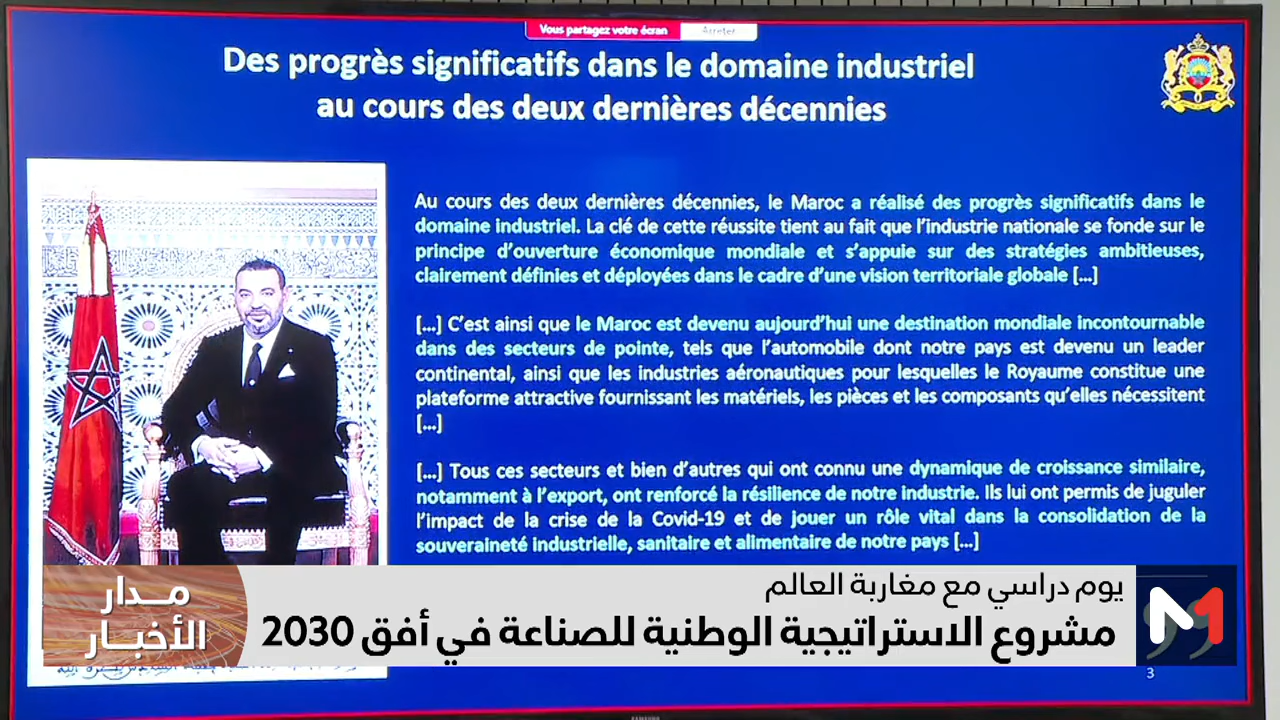 Vous partagez votre écran Arrêter
Des progrès significatifs dans le domaine industriel
au cours des deux dernières décennies
Au cours des deux dernières décennies, le Maroc a réalisé des progrès significatifs dans le
domaine industriel. La clé de cette réussite tient au fait que l'industrie nationale se fonde sur le
principe d'ouverture économique mondiale et s'appuie sur des stratégies ambitieuses,
clairement définies et déployées dans le cadre d'une vision territoriale globale [...]
[...] C'est ainsi que le Maroc est devenu aujourd'hui une destination mondiale incontournable
dans des secteurs de pointe, tels que l'automobile dont notre pays est devenu un leader
continental, ainsi que les industries aéronautiques pour lesquelles le Royaume constitue une
plateforme attractive fournissant les matériels, les pièces et les composants qu'elles nécessitent
[...]
[...] Tous ces secteurs et bien d'autres qui ont connu une dynamique de croissance similaire,
notamment à l'export, ont renforcé la résilience de notre industrie. Ils lui ont permis de juguler
l'impact de la crise de la Covid-19 et de jouer un rôle vital dans la consolidation de la
souveraineté industrielle, sanitaire et alimentaire de notre pays [...]
يوم دراسي مع مغاربة العالم
مشروع الاستراتيجية الوطنية للصناعة في أفق 2030
مدار
الأخبار
M
3
SAMSUNG